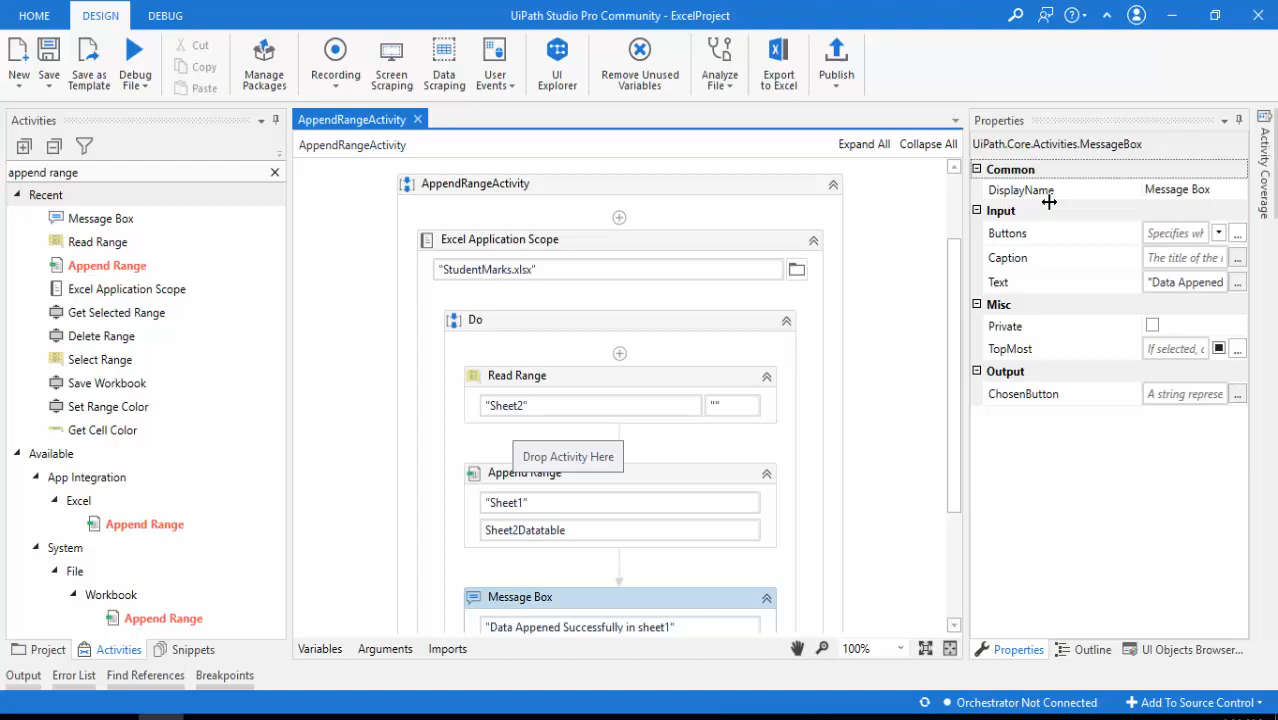 HOME DESIGN DEBUG
UiPath Studio Pro Community - ExcelProject
New
Save
Save as Template
Debug File
Cut
Copy
Paste
Manage Packages
Recording
Screen Scraping
Data Scraping
User Events
UI Explorer
Remove Unused Variables
Analyze File
Export to Excel
Publish
Activities
append range
Recent
Message Box
Read Range
Append Range
Excel Application Scope
Get Selected Range
Delete Range
Select Range
Save Workbook
Set Range Color
Get Cell Color
Available
App Integration
Excel
Append Range
System
File
Workbook
Append Range
Project Activities Snippets
AppendRangeActivity
AppendRangeActivity
Expand All Collapse All
AppendRangeActivity
Excel Application Scope
"StudentMarks.xlsx"
Do
Read Range
"Sheet2" ""
Drop Activity Here
Append Range
"Sheet1"
Sheet2Datatable
Message Box
"Data Appened Successfully in sheet1"
Variables Arguments Imports
100%
Properties
UiPath.Core.Activities.MessageBox
Common
DisplayName Message Box
Input
Buttons Specifies wh ...
Caption The title of the ...
Text "Data Appened ...
Misc
Private
TopMost If selected, ...
Output
ChosenButton A string represe ...
Properties Outline UI Objects Browser...
Activity Coverage
Output Error List Find References Breakpoints
Orchestrator Not Connected
Add To Source Control